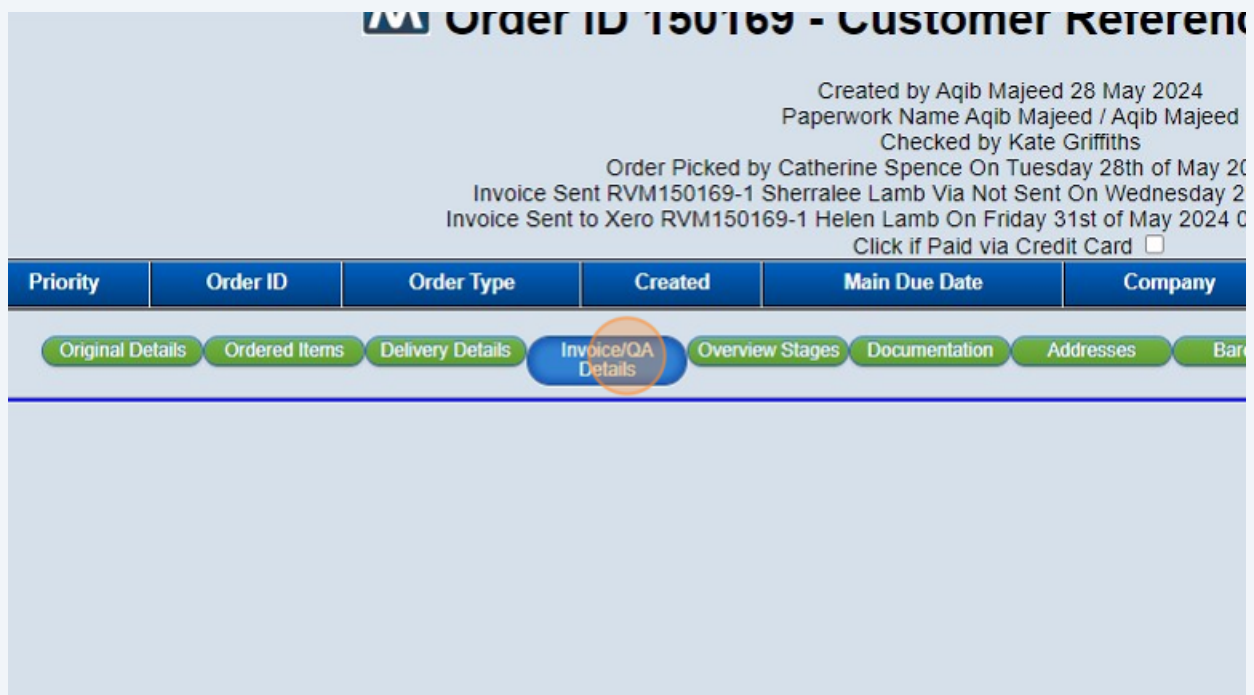 Order ID 150169 - Customer Referenc
Created by Aqib Majeed 28 May 2024
Paperwork Name Aqib Majeed / Aqib Majeed
Checked by Kate Griffiths
Order Picked by Catherine Spence On Tuesday 28th of May 20
Invoice Sent RVM150169-1 Sherralee Lamb Via Not Sent On Wednesday 2
Invoice Sent to Xero RVM150169-1 Helen Lamb On Friday 31st of May 2024 0
Click if Paid via Credit Card
Priority Order ID Order Type Created Main Due Date Company
Original Details Ordered Items Delivery Details Invoice/QA Overview Stages Documentation Addresses Bar
Details